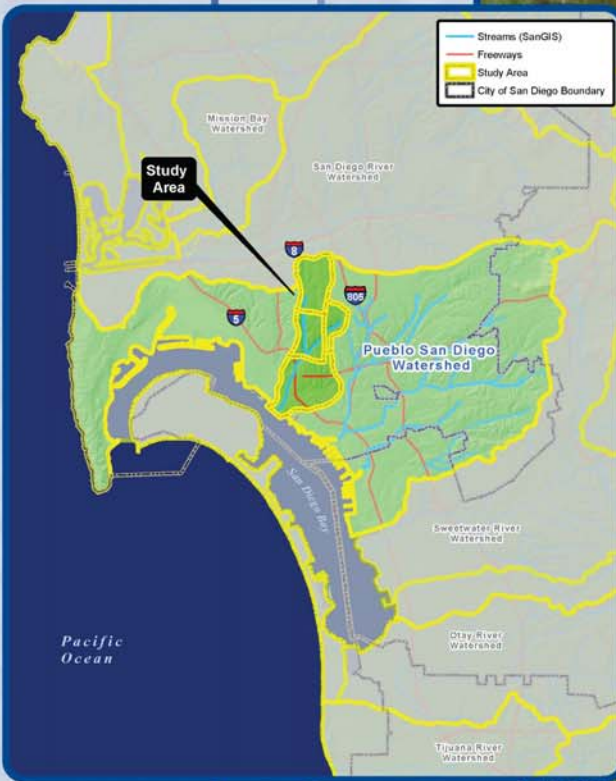 Streams (SanGIS)
Freeways
Study Area
City of San Diego Boundary
Mission Bay
Watershed
San Diego River
Watershed
Study
Area
8
805
5
Pueblo San Diego
Watershed
San Diego Bay
Sweetwater River
Watershed
Pacific
Ocean
Otay River
Watershed
Tijuana River
Watershed